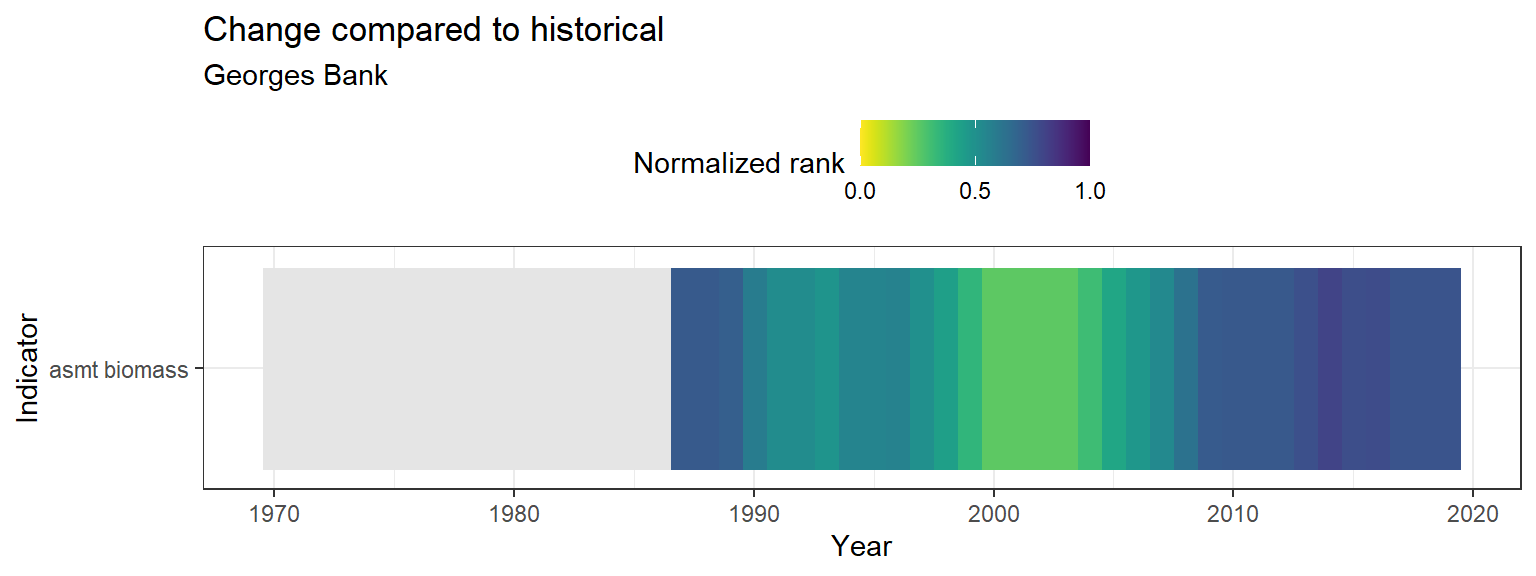 Change compared to historical
Georges Bank
Normalized rank
0.0 0.5 1.0
Indicator
asmt biomass
1970 1980 1990 2000 2010 2020
Year